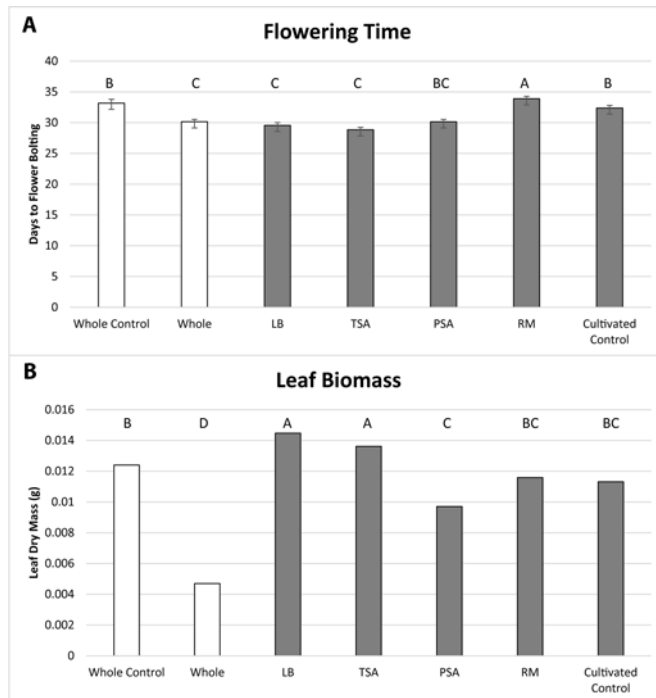 A
Flowering Time
40
35
30
25
20
15
10
5
0
Days to Flower Bolting
B C C C BC A B
Whole Control Whole LB TSA PSA RM Cultivated
Control
B
Leaf Biomass
0.016
0.014
0.012
0.01
0.008
0.006
0.004
0.002
0
Leaf Dry Mass (g)
B D A A C BC BC
Whole Control Whole LB TSA PSA RM Cultivated
Control